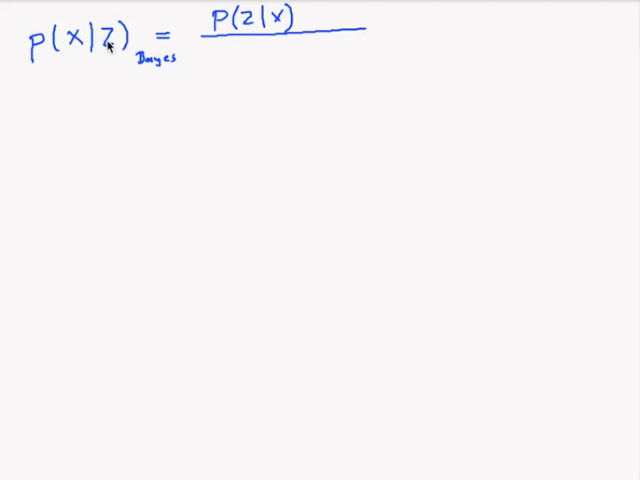 P(z|x)
p(x|z) =
Bayes